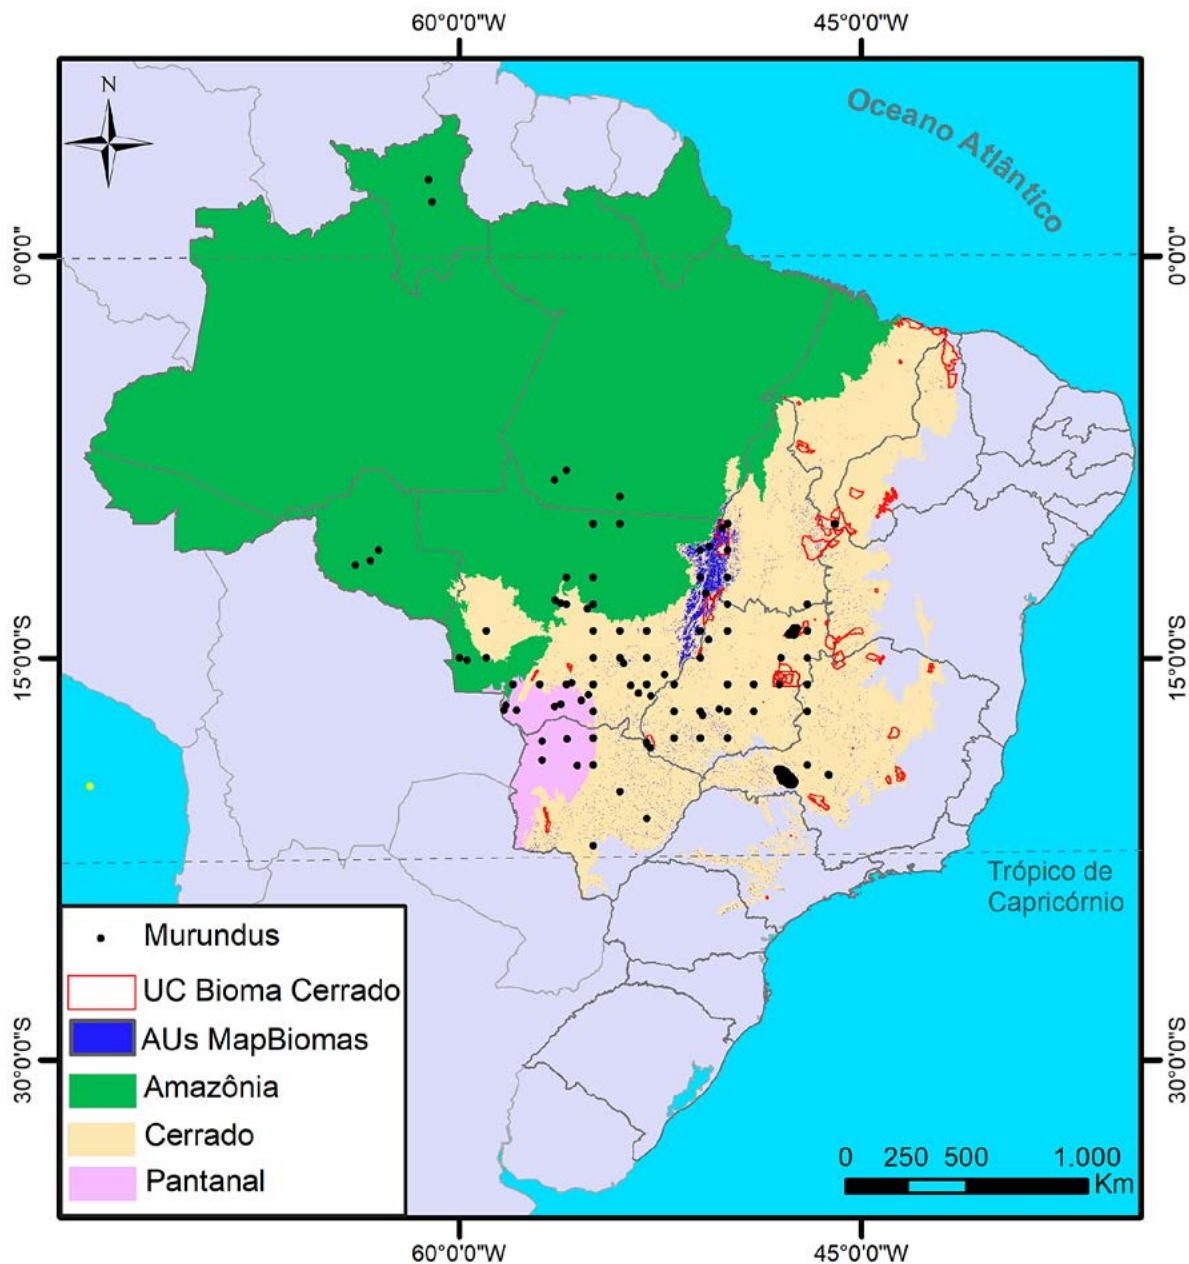 60°0'0"W
45°0'0"W
N
Oceano Atlântico
0°0'0"
0°0'0"
15°0'0"S
15°0'0"S
Trópico de
Capricórnio
Murundus
UC Bioma Cerrado
AUs MapBiomas
Amazônia
Cerrado
Pantanal
30°0'0"S
30°0'0"S
0 250 500 1.000
Km
60°0'0"W
45°0'0"W